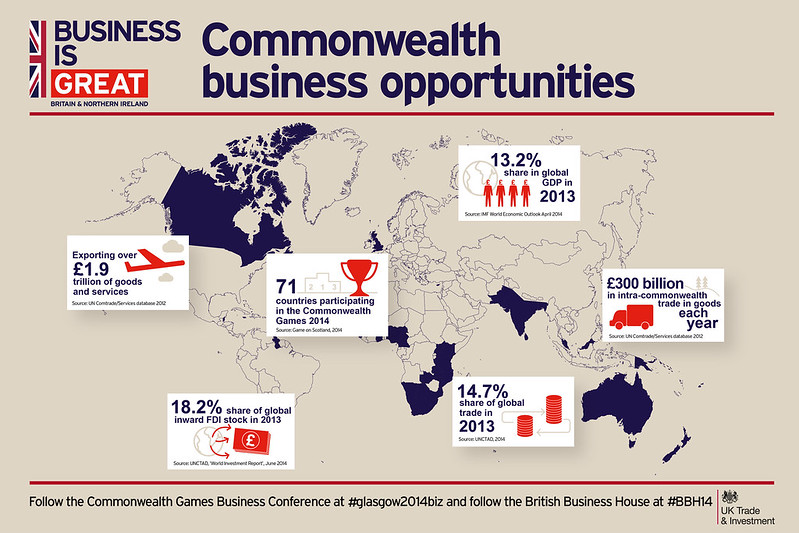 BUSINESS
IS
GREAT
BRITAIN & NORTHERN IRELAND
Commonwealth
business opportunities
13.2%
share in global
GDP in
2013
Source: IMF World Economic Outlook April 2014
Exporting over
£1.9
trillion of goods
and services
Source: UN Comtrade/Services database 2012
71
2 1 3
countries participating
in the Commonwealth
Games 2014
Source: Game on Scotland, 2014
£300 billion
in intra-commonwealth
trade in goods
each
year
Source: UN Comtrade/Services database 2012
18.2% share of global
inward FDI stock in 2013
£
Source: UNCTAD, 'World Investment Report', June 2014
14.7%
share of global
trade in
2013
Source: UNCTAD, 2014
Follow the Commonwealth Games Business Conference at #glasgow2014biz and follow the British Business House at #BBH14
UK Trade
& Investment